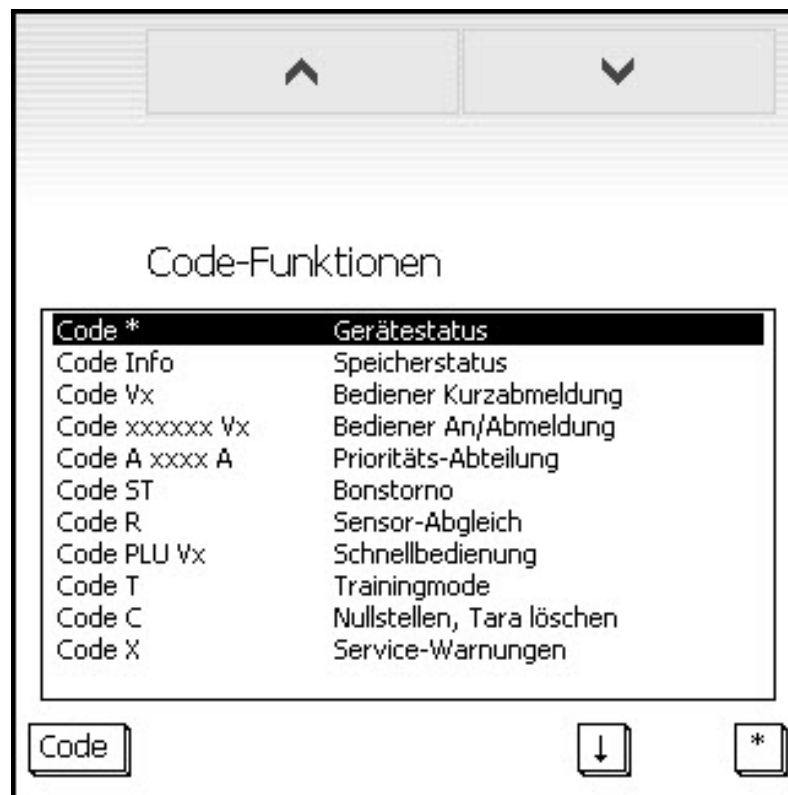 Code-Funktionen
Code * Gerätestatus
Code Info Speicherstatus
Code Vx Bediener Kurzabmeldung
Code xxxxxx Vx Bediener An/Abmeldung
Code A xxxx A Prioritäts-Abteilung
Code ST Bonstorno
Code R Sensor-Abgleich
Code PLU Vx Schnellbedienung
Code T Trainingmode
Code C Nullstellen, Tara löschen
Code X Service-Warnungen
Code ↓ *